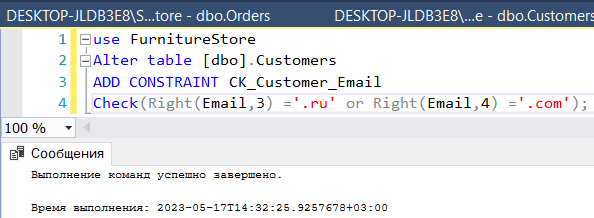 DESKTOP-JLDB3E8\S...tore - dbo.Orders
DESKTOP-JLDB3E8\...e - dbo.Customers
1 use FurnitureStore
2 Alter table [dbo].Customers
3 ADD CONSTRAINT CK_Customer_Email
4 Check(Right(Email,3) ='.ru' or Right(Email,4) ='.com');
100 %
Сообщения
Выполнение команд успешно завершено.
Время выполнения: 2023-05-17T14:32:25.9257678+03:00